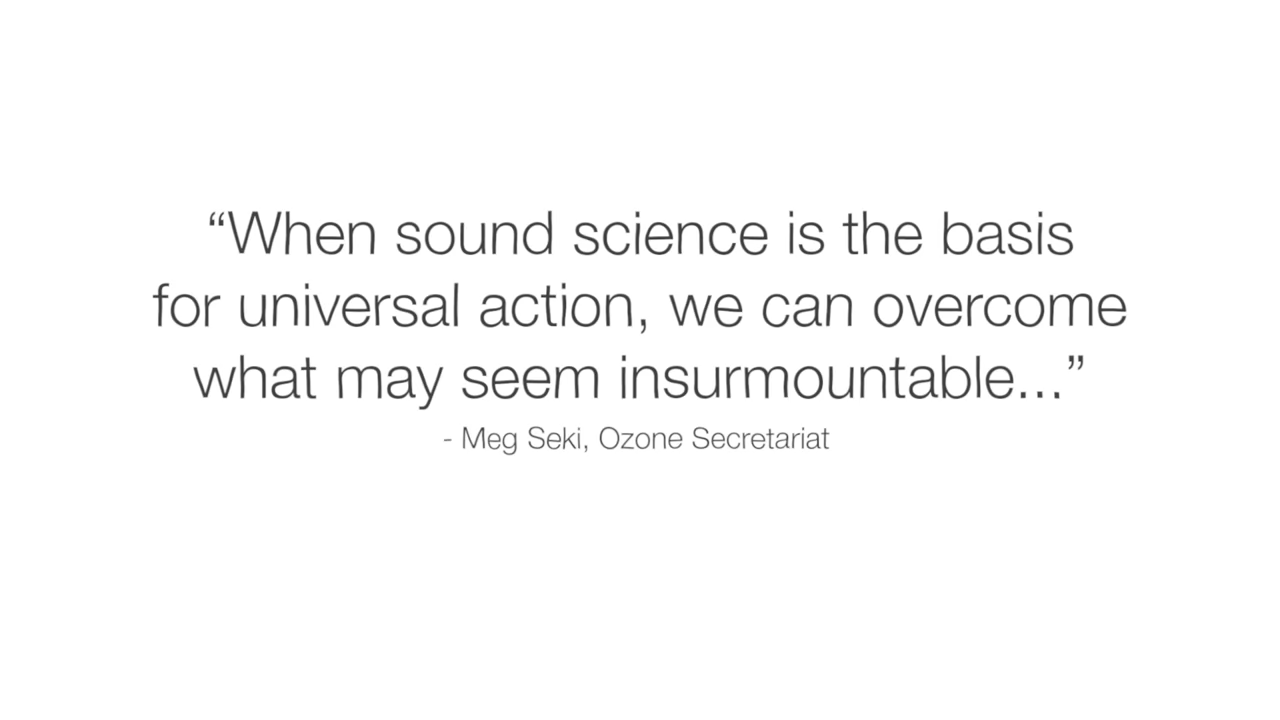 “When sound science is the basis
for universal action, we can overcome
what may seem insurmountable...”
- Meg Seki, Ozone Secretariat